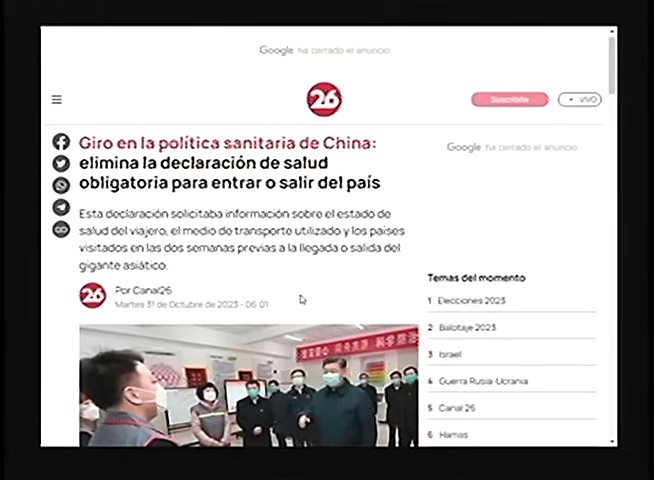 Google ha cerrado el anuncio
26
Suscribite
VIVO
Giro en la política sanitaria de China:
elimina la declaración de salud
obligatoria para entrar o salir del país
Google ha cerrado el anuncio
Esta declaración solicitaba información sobre el estado de
salud del viajero, el medio de transporte utilizado y los países
visitados en las dos semanas previas a la llegada o salida del
gigante asiático.
26
Por Canal26
Martes 31 de Octubre de 2023 - 06:01
Temas del momento
1 Elecciones 2023
2 Balotaje 2023
3 Israel
4 Guerra Rusia-Ucrania
5 Canal 26
6 Hamas